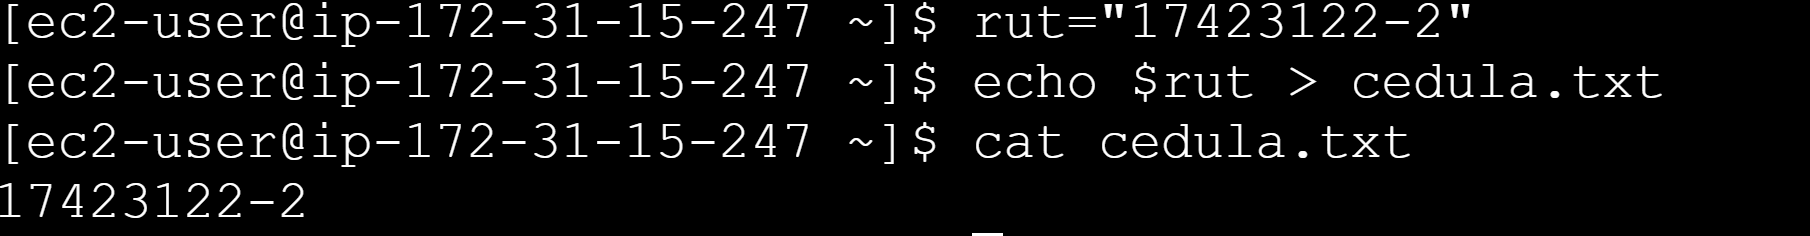 [ec2-user@ip-172-31-15-247 ~]$ rut="17423122-2"
[ec2-user@ip-172-31-15-247 ~]$ echo $rut > cedula.txt
[ec2-user@ip-172-31-15-247 ~]$ cat cedula.txt
17423122-2